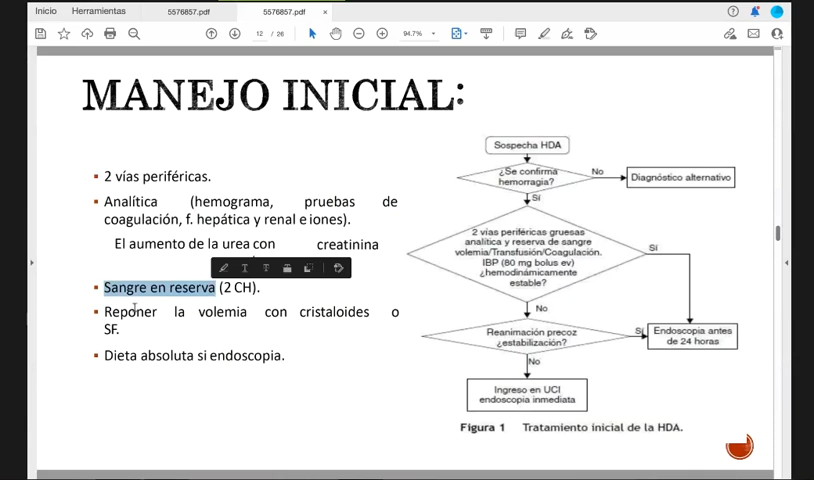 Inicio
Herramientas
5576857.pdf
5576857.pdf
12 / 26
94.7%
MANEJO INICIAL:
2 vías periféricas.
Analítica (hemograma, pruebas de
coagulación, f. hepática y renal e iones).
El aumento de la urea con creatinina
Sangre en reserva (2 CH).
Reponer la volemia con cristaloides o
SF.
Dieta absoluta si endoscopia.
Sospecha HDA
¿Se confirma
hemorragia?
No
Diagnóstico alternativo
Sí
2 vías periféricas gruesas
analítica y reserva de sangre
volemia/Transfusión/Coagulación.
IBP (80 mg bolus ev)
¿hemodinámicamente
estable?
Sí
No
Reanimación precoz
¿estabilización?
Sí
Endoscopia antes
de 24 horas
No
Ingreso en UCI
endoscopia inmediata
Figura 1 Tratamiento inicial de la HDA.